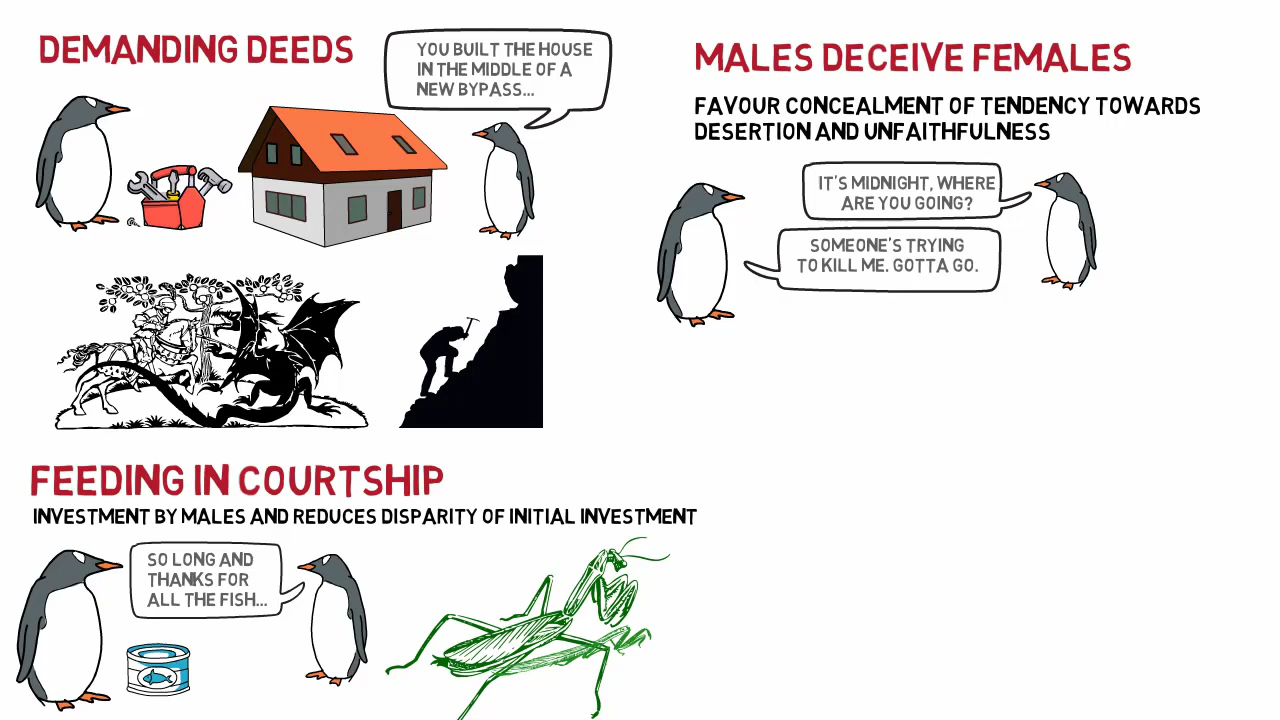 DEMANDING DEEDS
YOU BUILT THE HOUSE
IN THE MIDDLE OF A
NEW BYPASS...
FEEDING IN COURTSHIP
INVESTMENT BY MALES AND REDUCES DISPARITY OF INITIAL INVESTMENT
SO LONG AND
THANKS FOR
ALL THE FISH...
MALES DECEIVE FEMALES
FAVOUR CONCEALMENT OF TENDENCY TOWARDS
DESERTION AND UNFAITHFULNESS
IT'S MIDNIGHT, WHERE
ARE YOU GOING?
SOMEONE'S TRYING
TO KILL ME. GOTTA GO.